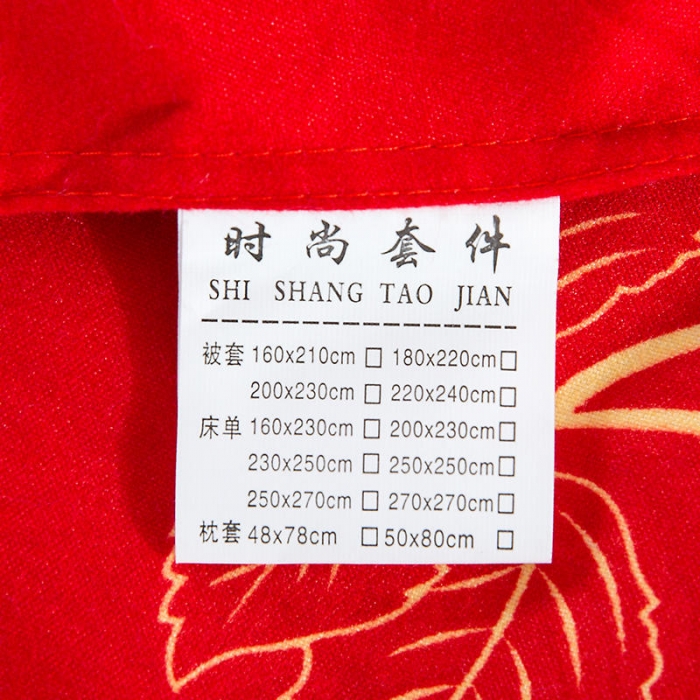 时尚套件
SHI SHANG TAO JIAN
被套 160x210cm □ 180x220cm □
200x230cm □ 220x240cm □
床单 160x230cm □ 200x230cm □
230x250cm □ 250x250cm □
250x270cm □ 270x270cm □
枕套 48x78cm □ 50x80cm □